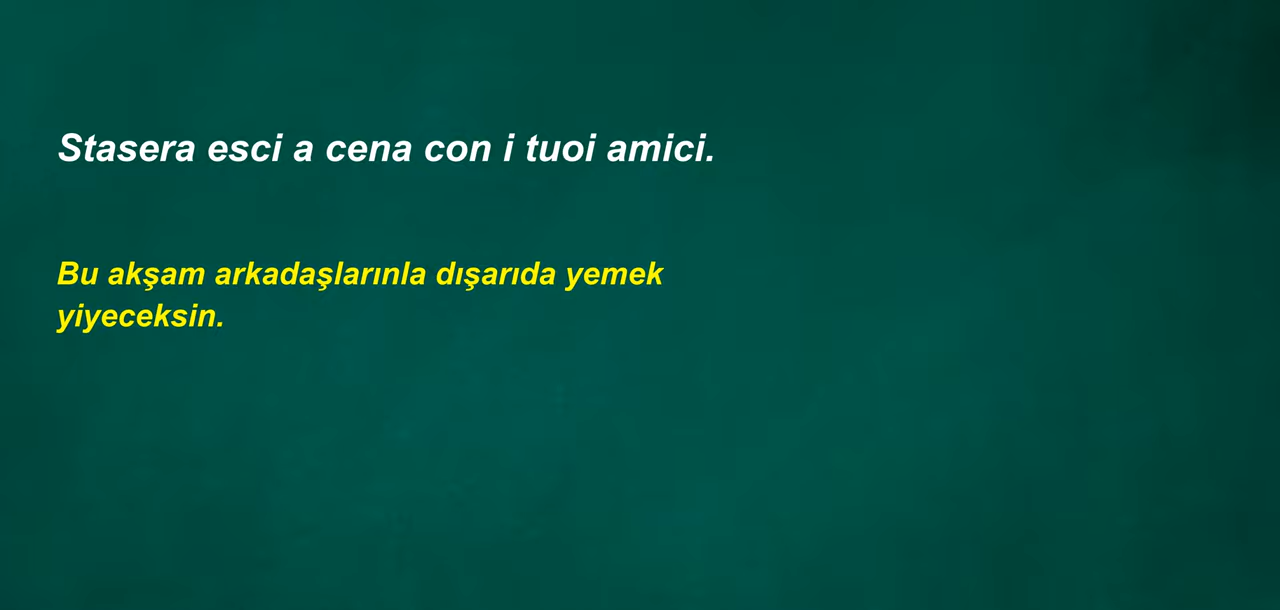 Stasera esci a cena con i tuoi amici.
Bu akşam arkadaşlarınla dışarıda yemek
yiyeceksin.